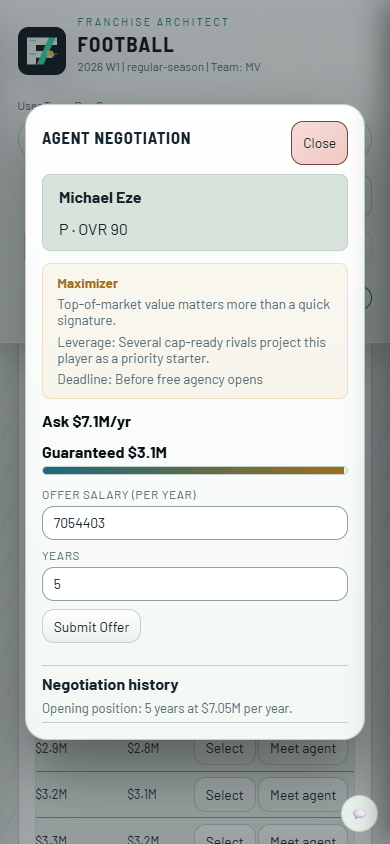 FRANCHISE ARCHITECT
FOOTBALL
2026 W1 | regular-season | Team: MV
AGENT NEGOTIATION
Close
Michael Eze
P · OVR 90
Maximizer
Top-of-market value matters more than a quick
signature.
Leverage: Several cap-ready rivals project this
player as a priority starter.
Deadline: Before free agency opens
Ask $7.1M/yr
Guaranteed $3.1M
OFFER SALARY (PER YEAR)
7054403
YEARS
5
Submit Offer
Negotiation history
Opening position: 5 years at $7.05M per year.
$2.9M $2.8M Select Meet agent
$3.2M $3.1M Select Meet agent
$3.3M $3.2M Select Meet agent